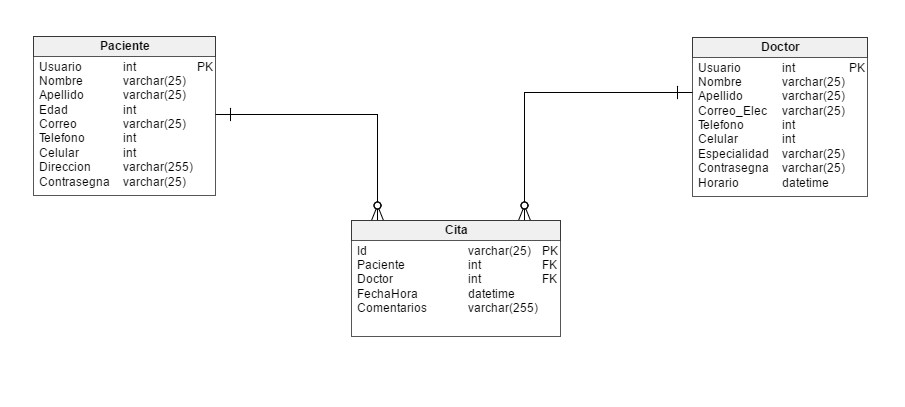 Paciente
Usuario int PK
Nombre varchar(25)
Apellido varchar(25)
Edad int
Correo varchar(25)
Telefono int
Celular int
Direccion varchar(255)
Contrasegna varchar(25)
Doctor
Usuario int PK
Nombre varchar(25)
Apellido varchar(25)
Correo_Elec varchar(25)
Telefono int
Celular int
Especialidad varchar(25)
Contrasegna varchar(25)
Horario datetime
Cita
Id varchar(25) PK
Paciente int FK
Doctor int FK
FechaHora datetime
Comentarios varchar(255)